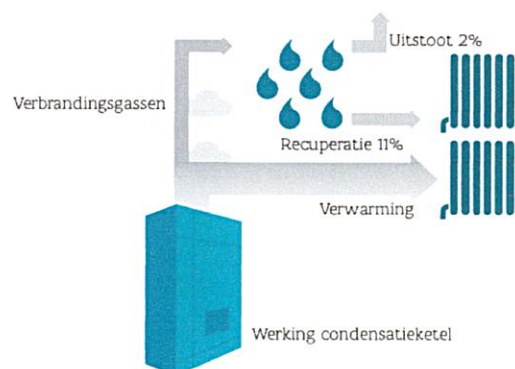 Uitstoot 2%
Verbrandingsgassen
Recuperatie 11%
Verwarming
Werking condensatieketel